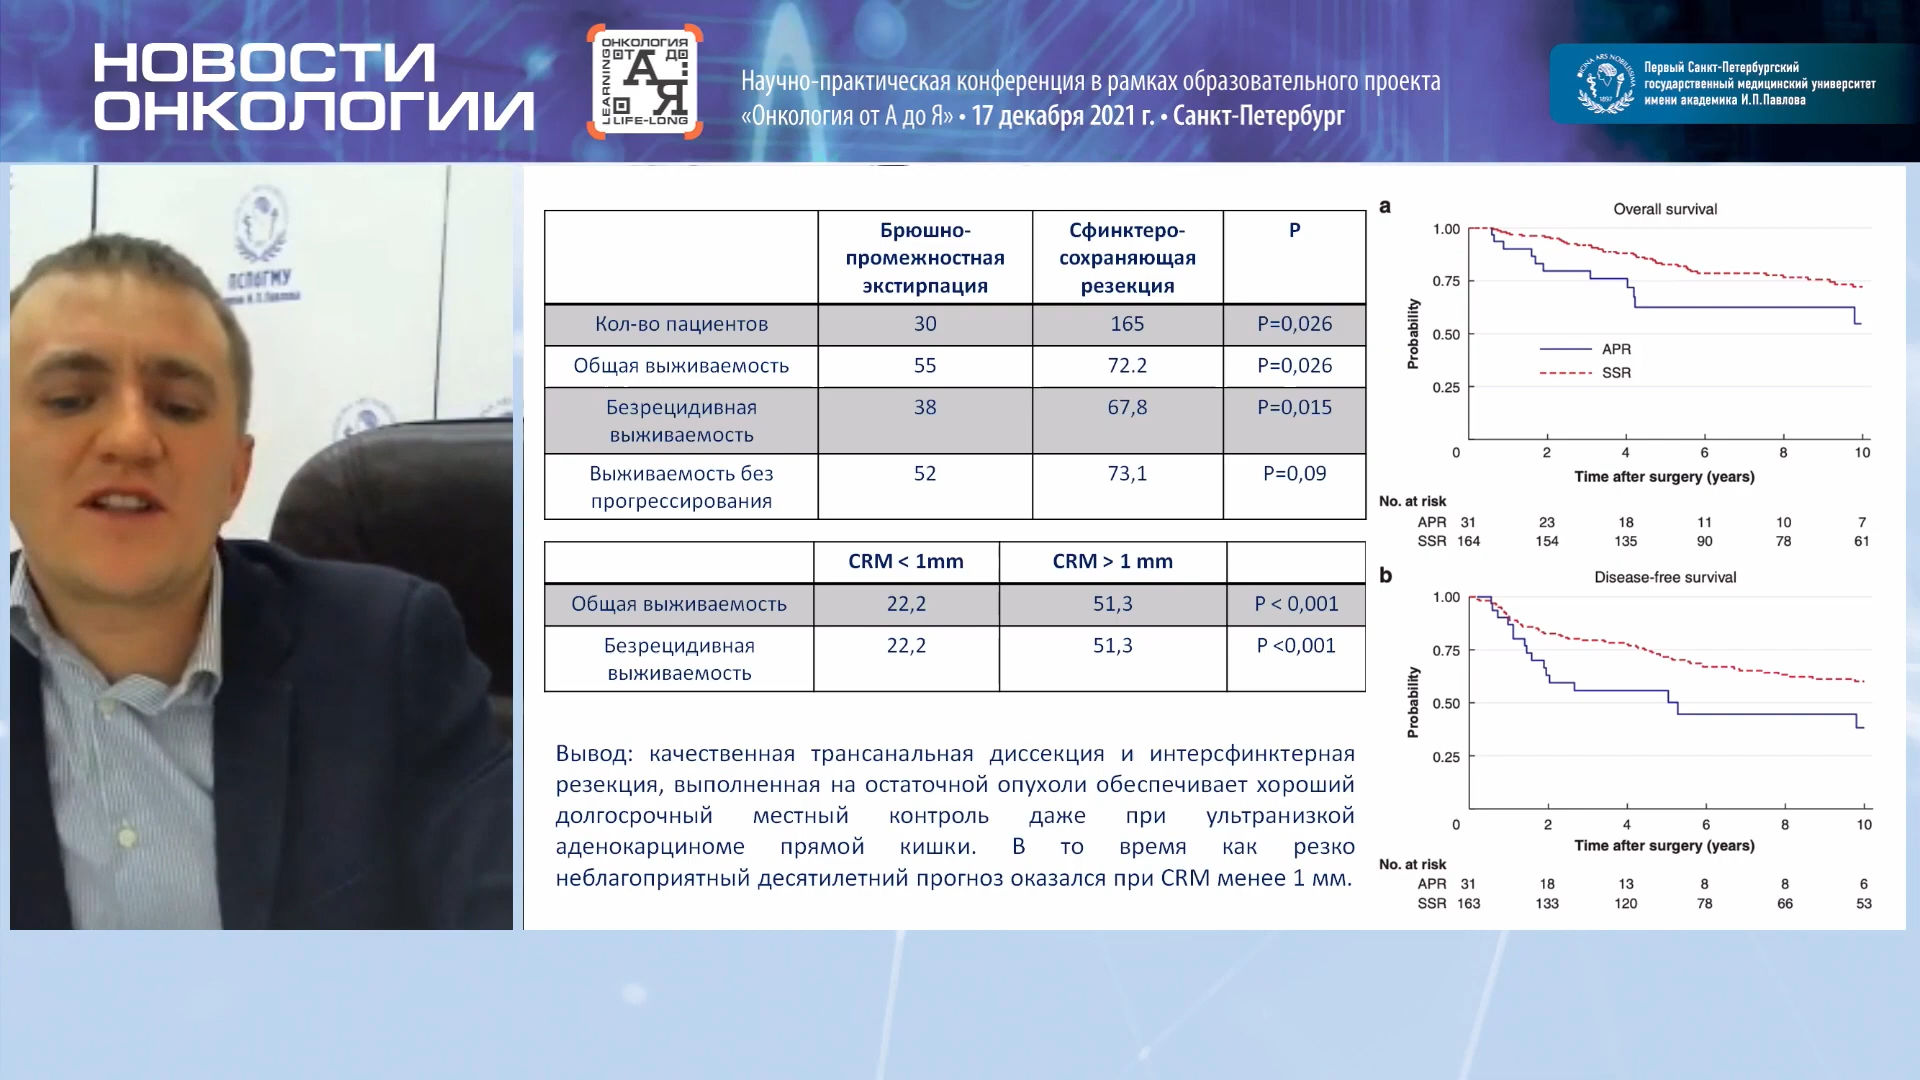 НОВОСТИ
ОНКОЛОГИИ
ОНКОЛОГИЯ
ОТ А ДО Я
LEARNING
LIFE-LONG
Научно-практическая конференция в рамках образовательного проекта
«Онкология от А до Я» • 17 декабря 2021 г. • Санкт-Петербург
Первый Санкт-Петербургский
государственный медицинский университет
имени академика И.П.Павлова
1897
ПСПбГМУ
имени И.П.Павлова
Брюшно-промежностная экстирпация | Сфинктеро-сохраняющая резекция | P
Кол-во пациентов 30 165 P=0,026
Общая выживаемость 55 72.2 P=0,026
Безрецидивная выживаемость 38 67,8 P=0,015
Выживаемость без прогрессирования 52 73,1 P=0,09
CRM < 1mm CRM > 1 mm
Общая выживаемость 22,2 51,3 P < 0,001
Безрецидивная выживаемость 22,2 51,3 P <0,001
Вывод: качественная трансанальная диссекция и интерсфинктерная
резекция, выполненная на остаточной опухоли обеспечивает хороший
долгосрочный местный контроль даже при ультранизкой
аденокарциноме прямой кишки. В то время как резко
неблагоприятный десятилетний прогноз оказался при CRM менее 1 мм.
a
Overall survival
1.00
0.75
0.50
0.25
Probability
APR
SSR
0 2 4 6 8 10
Time after surgery (years)
No. at risk
APR 31 23 18 11 10 7
SSR 164 154 135 90 78 61
b
Disease-free survival
1.00
0.75
0.50
0.25
Probability
0 2 4 6 8 10
Time after surgery (years)
No. at risk
APR 31 18 13 8 8 6
SSR 163 133 120 78 66 53